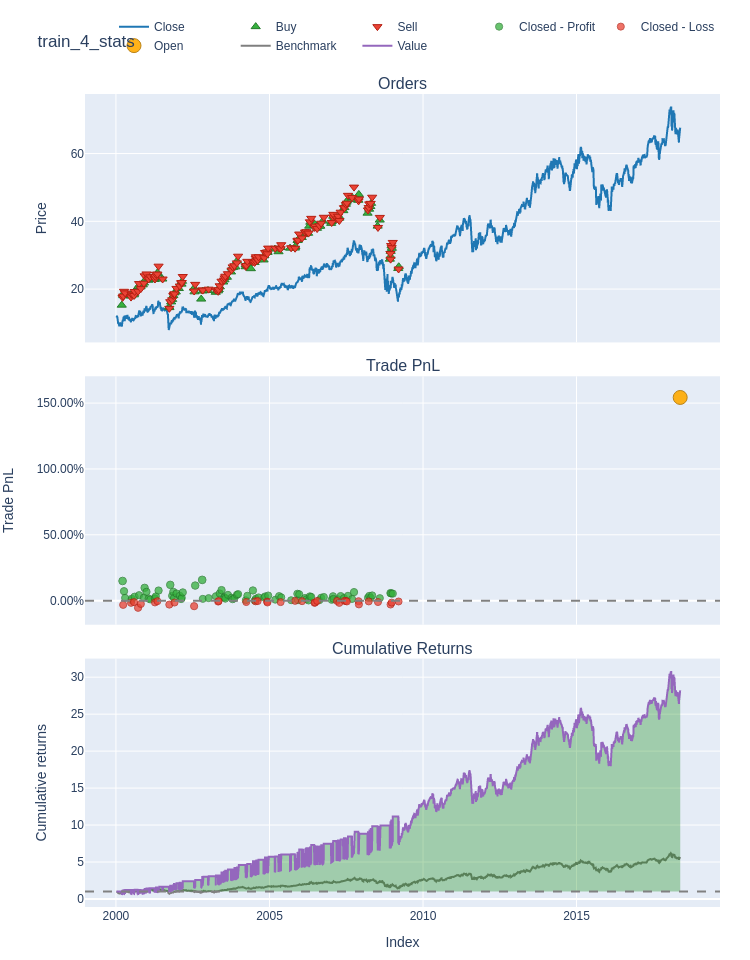 Close Buy Sell Closed - Profit Closed - Loss
train_4_stats Open Benchmark Value
Orders
Price
60
40
20
Trade PnL
Trade PnL
150.00%
100.00%
50.00%
0.00%
Cumulative Returns
Cumulative returns
30
25
20
15
10
5
0
2000 2005 2010 2015
Index